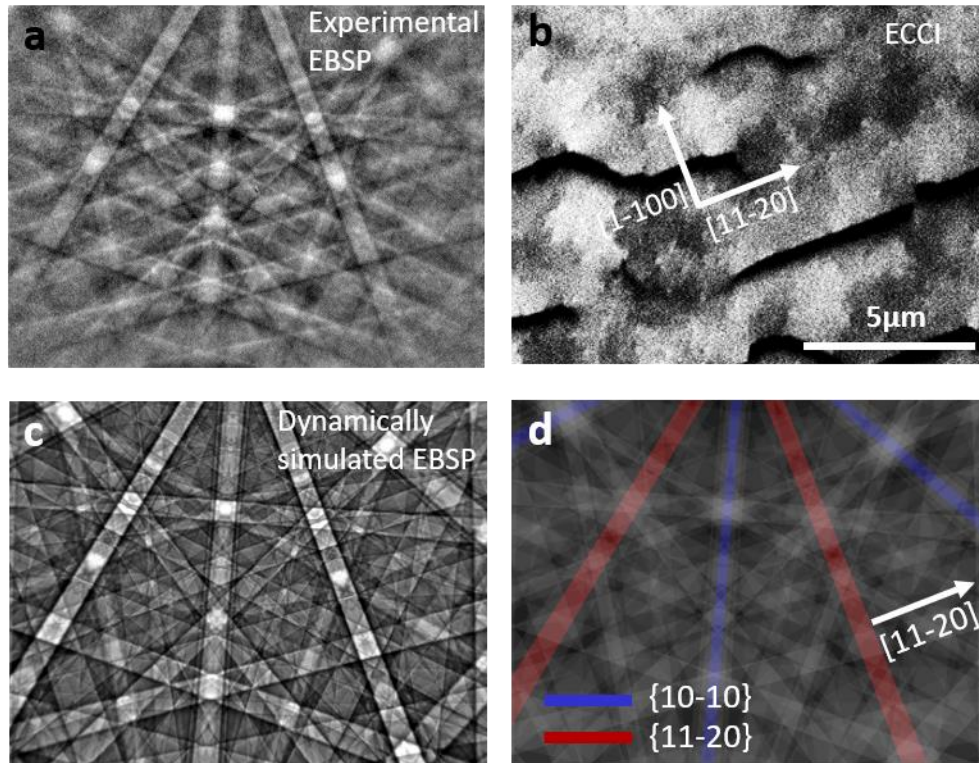 a
Experimental
EBSP
b
ECCI
[1-100]
[11-20]
5µm
c
Dynamically
simulated EBSP
d
[11-20]
{10-10}
{11-20}